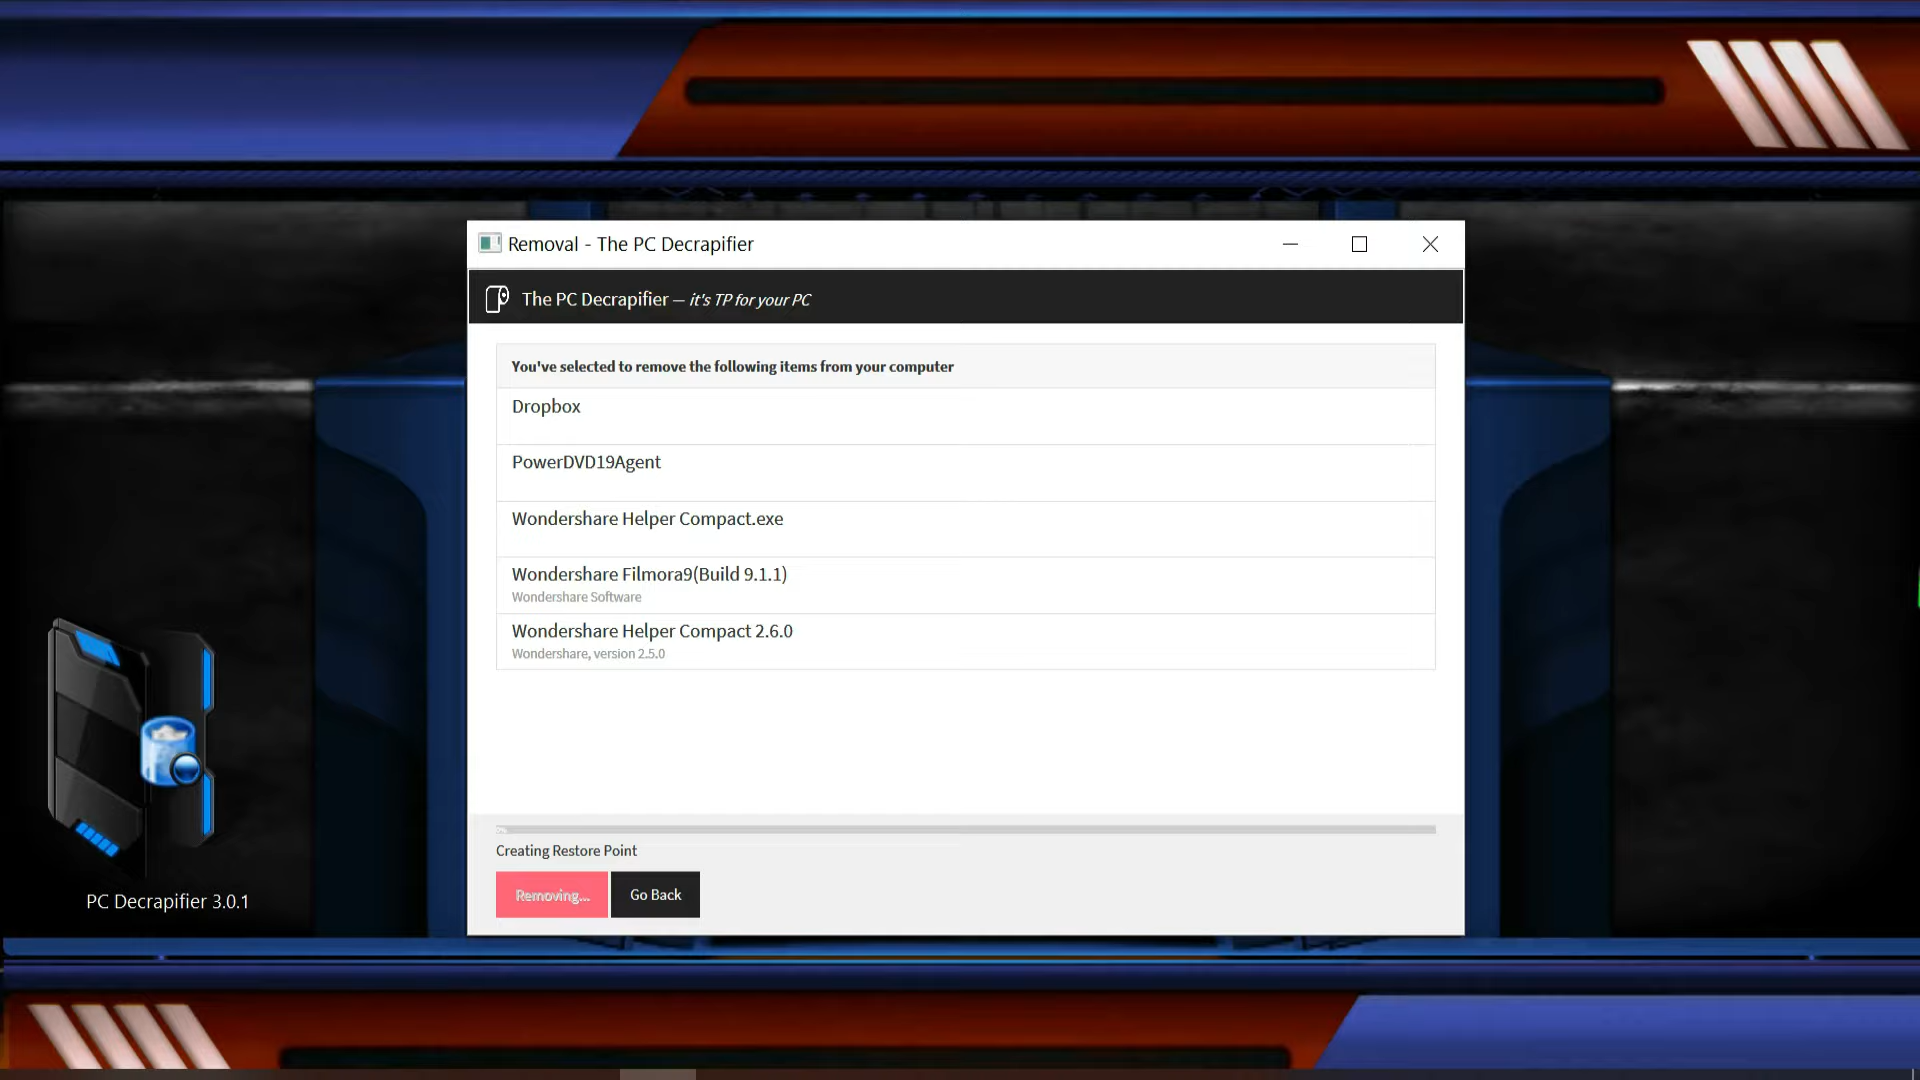 Removal - The PC Decrapifier
The PC Decrapifier — it's TP for your PC
You've selected to remove the following items from your computer
Dropbox
PowerDVD19Agent
Wondershare Helper Compact.exe
Wondershare Filmora9(Build 9.1.1)
Wondershare Software
Wondershare Helper Compact 2.6.0
Wondershare, version 2.5.0
0%
Creating Restore Point
Removing...
Go Back
PC Decrapifier 3.0.1